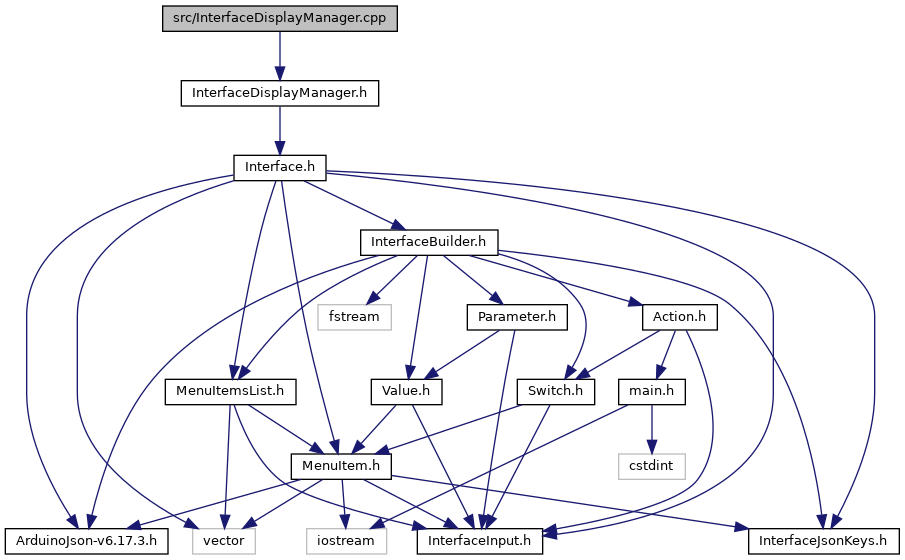 src/InterfaceDisplayManager.cpp
InterfaceDisplayManager.h
Interface.h
InterfaceBuilder.h
fstream
Parameter.h
Action.h
MenuItemsList.h
Value.h
Switch.h
main.h
MenuItem.h
cstdint
ArduinoJson-v6.17.3.h
vector
iostream
InterfaceInput.h
InterfaceJsonKeys.h